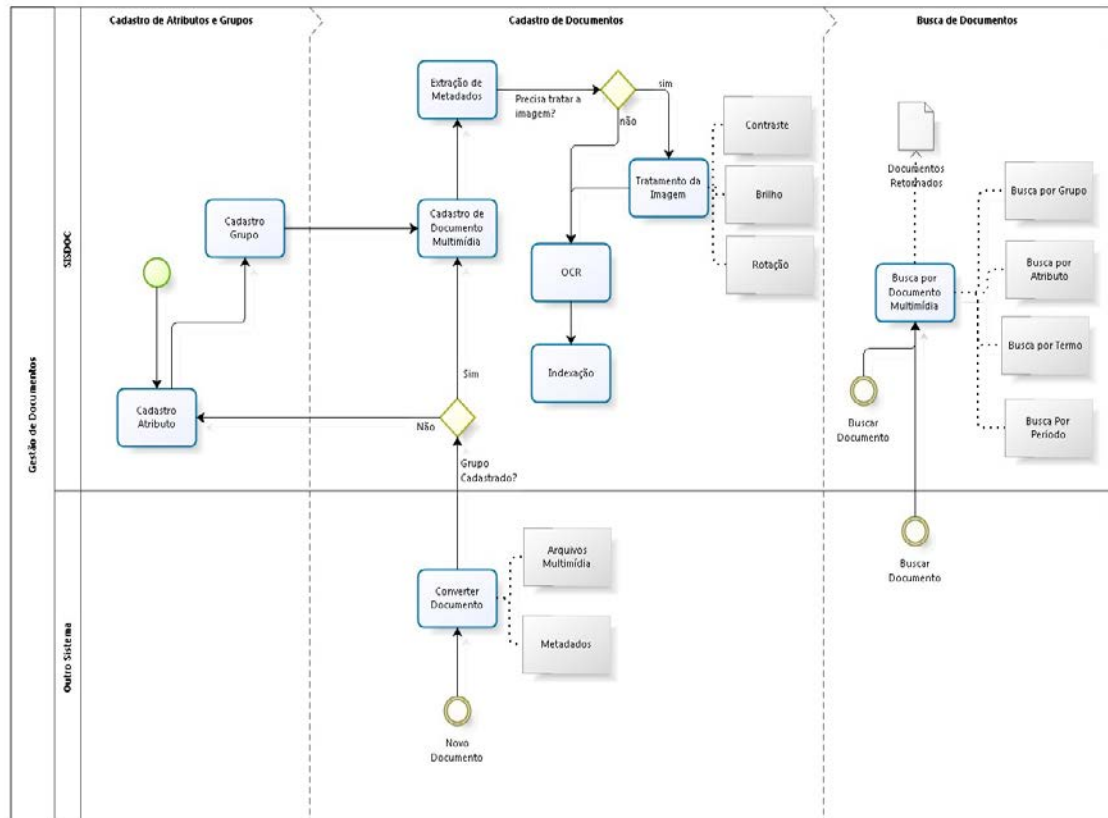 Cadastro de Atributos e Grupos
Cadastro de Documentos
Busca de Documentos
Gestão de Documentos
SISDOC
Outro Sistema
Extração de
Metadados
Precisa tratar a
imagem?
sim
não
Contraste
Tratamento da
Imagem
Brilho
Rotação
Cadastro
Grupo
Cadastro de
Documento
Multimídia
OCR
Indexação
Cadastro
Atributo
Sim
Não
Grupo
Cadastrado?
Documentos
Retornados
Busca por Grupo
Busca por
Documento
Multimídia
Busca por
Atributo
Busca por Termo
Busca Por
Período
Buscar
Documento
Converter
Documento
Arquivos
Multimídia
Metadados
Novo
Documento
Buscar
Documento